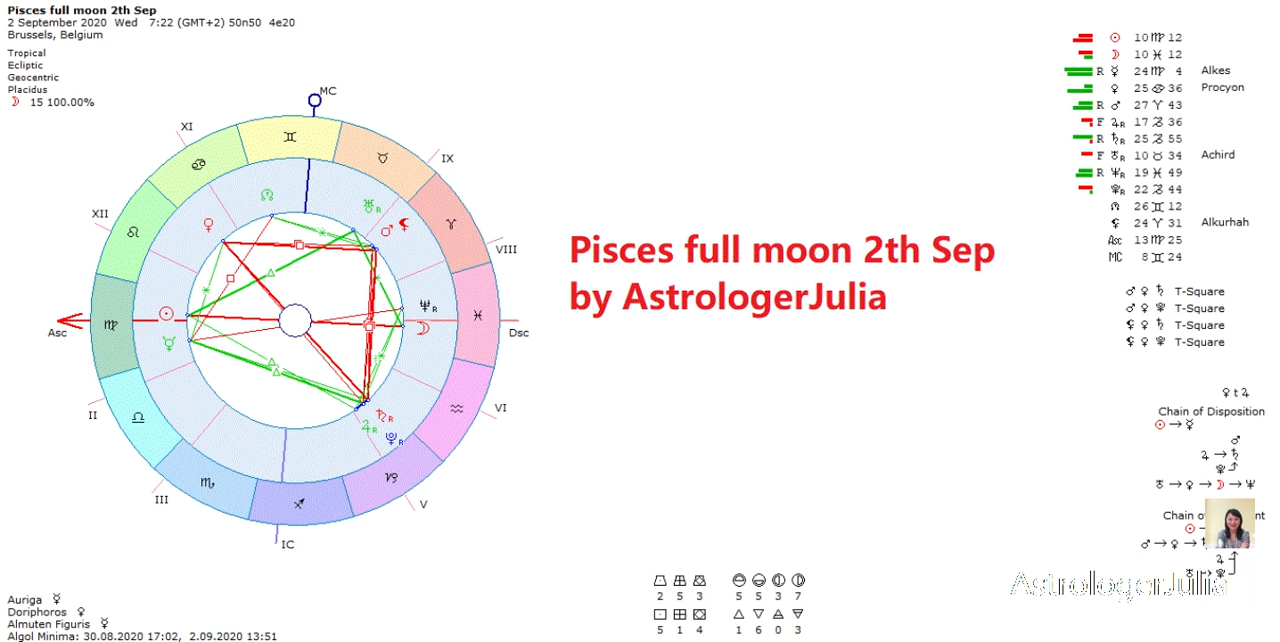 Pisces full moon 2th Sep
2 September 2020 Wed 7:22 (GMT+2) 50n50 4e20
Brussels, Belgium
Tropical
Ecliptic
Geocentric
Placidus
☽ 15 100.00%
MC
XI
IX
XII
VIII
Asc
Dsc
II
VI
III
V
IC
Pisces full moon 2th Sep
by AstrologerJulia
☉ 10 ♍ 12
☽ 10 ♓ 12
R ☿ 24 ♍ 4 Alkes
♀ 25 ♋ 36 Procyon
R ♂ 27 ♈ 43
F ♃R 17 ♑ 36
R ♄R 25 ♑ 55
F ♅R 10 ♉ 34 Achird
R ♆R 19 ♓ 49
♇R 22 ♑ 44
☊ 26 ♊ 12
⚸ 24 ♈ 31 Alkurhah
Asc 13 ♍ 25
MC 8 ♊ 24
♂ ♀ ♄ T-Square
♂ ♀ ♇ T-Square
⚸ ♀ ♄ T-Square
⚸ ♀ ♇ T-Square
♀ t ♃
Chain of Disposition
☉ → ☿
♂
♃ → ♄
♇
♅ → ♀ → ☽ → ♆
Chain of
☉
♂ → ♀ →
♃
AstrologerJulia
2 5 3 5 5 3 7
5 1 4 1 6 0 3
Auriga ☿
Doriphoros ♀
Almuten Figuris ☿
Algol Minima: 30.08.2020 17:02, 2.09.2020 13:51